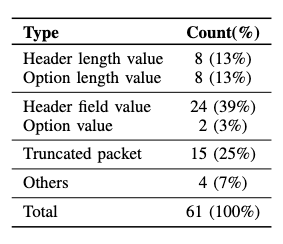 Type Count(%)
Header length value 8 (13%)
Option length value 8 (13%)
Header field value 24 (39%)
Option value 2 (3%)
Truncated packet 15 (25%)
Others 4 (7%)
Total 61 (100%)